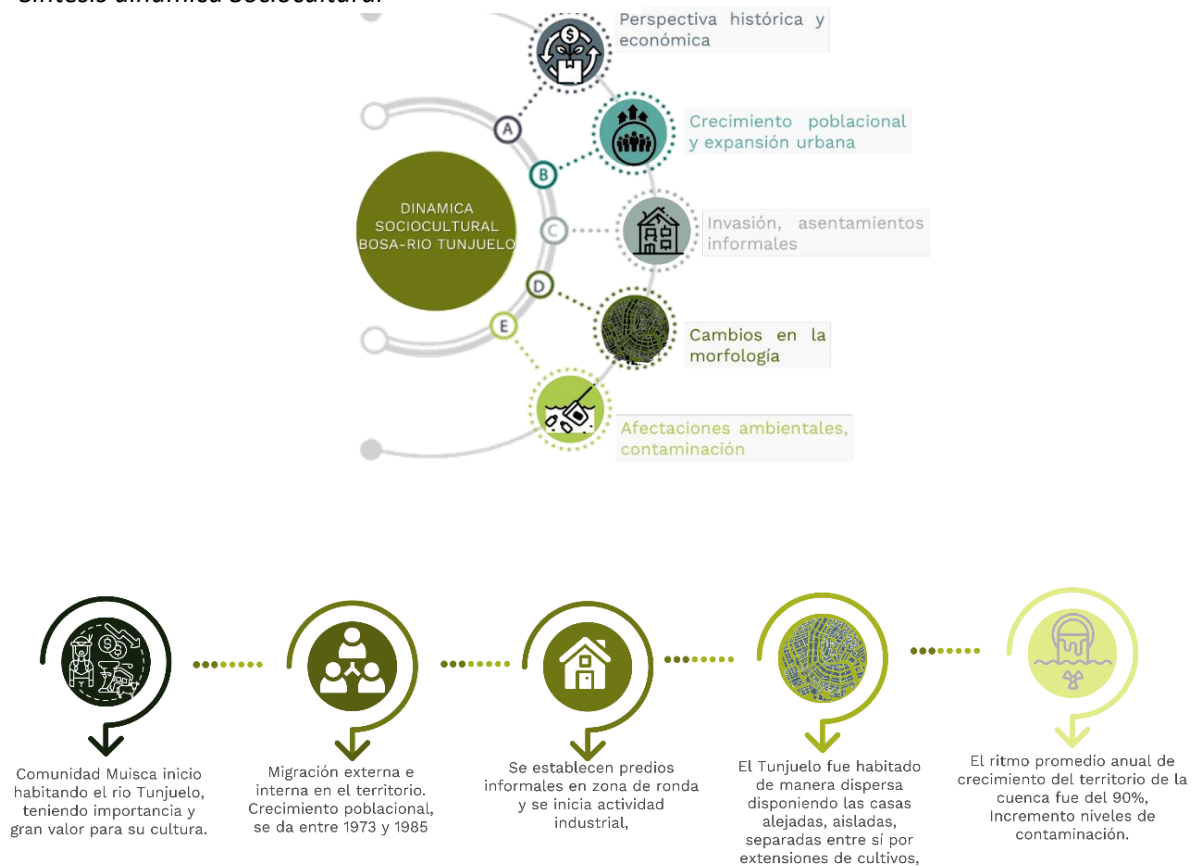 Síntesis dinámica Sociocultural
Perspectiva histórica y
económica
A
Crecimiento poblacional
y expansión urbana
B
DINAMICA
SOCIOCULTURAL
BOSA-RIO TUNJUELO
C
Invasión, asentamientos
informales
D
Cambios en la
morfología
E
Afectaciones ambientales,
contaminación
Comunidad Muisca inicio
habitando el rio Tunjuelo,
teniendo importancia y
gran valor para su cultura.
Migración externa e
interna en el territorio.
Crecimiento poblacional,
se da entre 1973 y 1985
Se establecen predios
informales en zona de ronda
y se inicia actividad
industrial,
El Tunjuelo fue habitado
de manera dispersa
disponiendo las casas
alejadas, aisladas,
separadas entre sí por
extensiones de cultivos,
El ritmo promedio anual de
crecimiento del territorio de la
cuenca fue del 90%,
Incremento niveles de
contaminación.